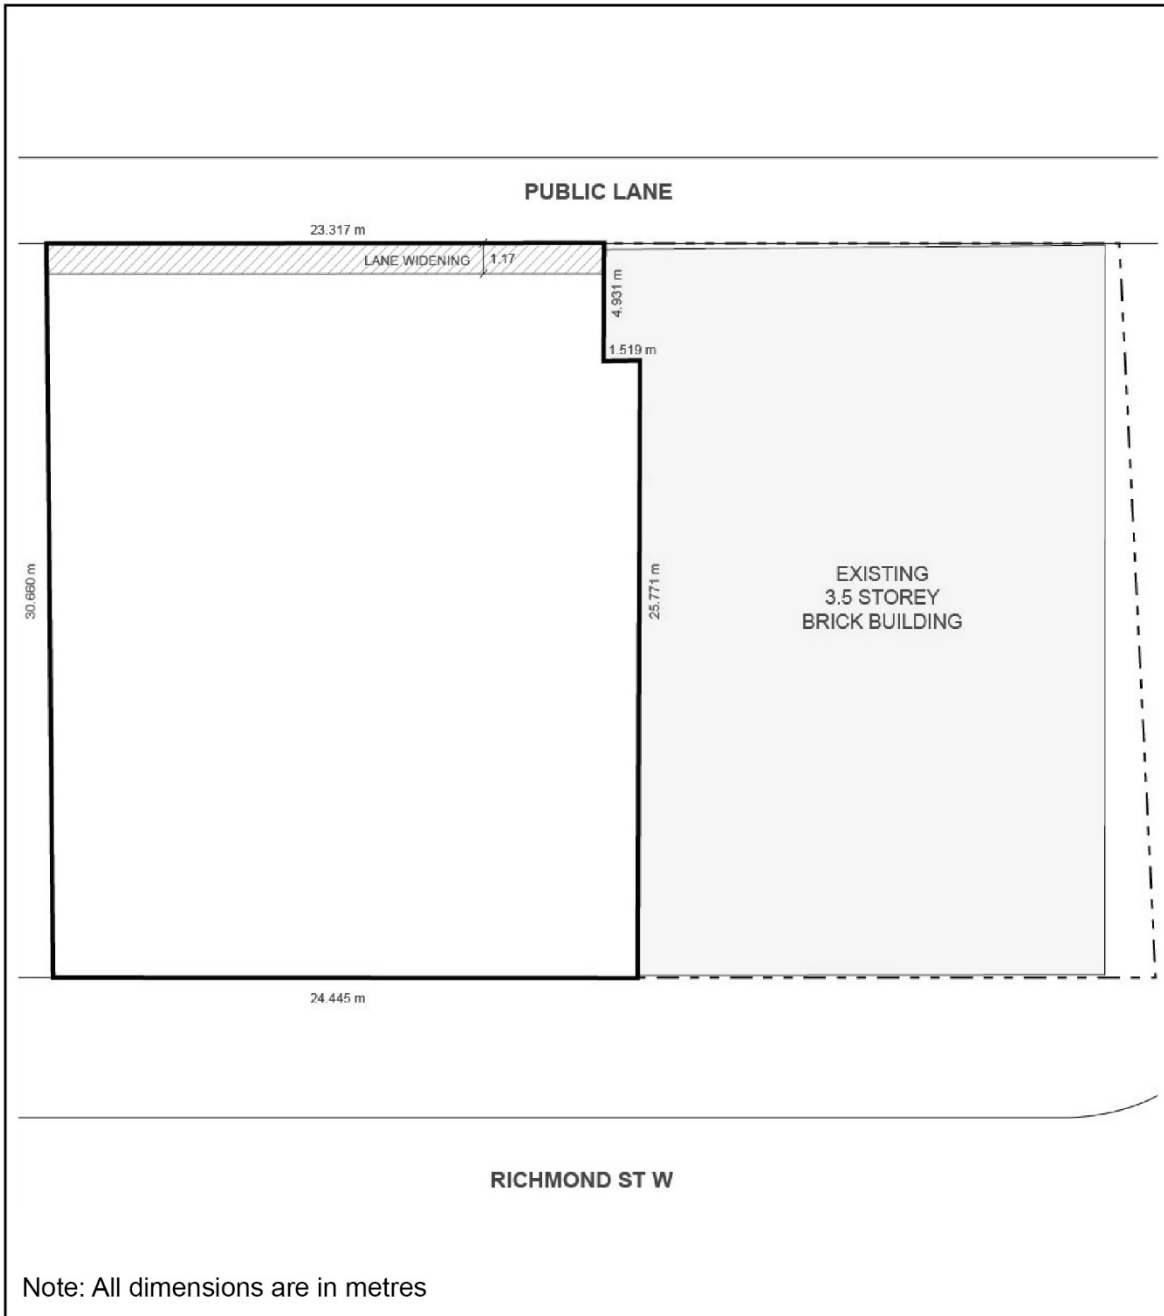 PUBLIC LANE
23.317 m
LANE WIDENING 1.17
4.931 m
1.519 m
30.660 m
25.771 m
EXISTING
3.5 STOREY
BRICK BUILDING
24.445 m
RICHMOND ST W
Note: All dimensions are in metres